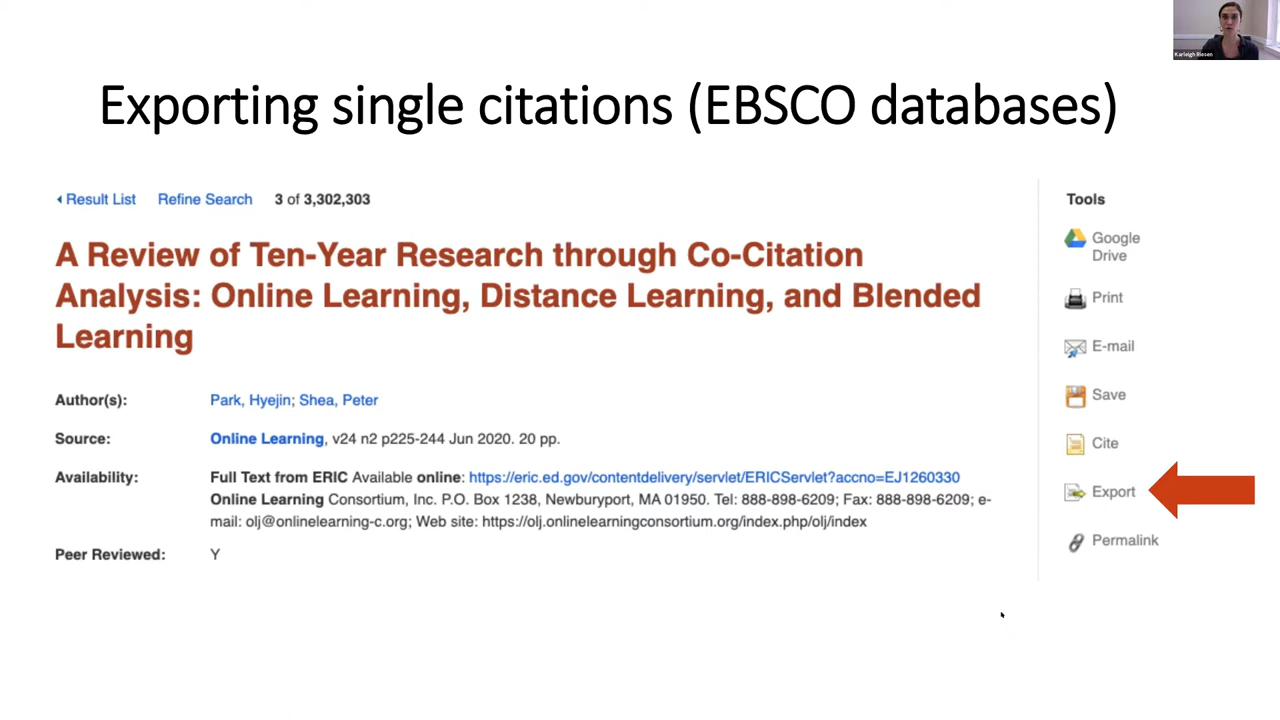 Karleigh Riesen
Exporting single citations (EBSCO databases)
Result List Refine Search 3 of 3,302,303
A Review of Ten-Year Research through Co-Citation
Analysis: Online Learning, Distance Learning, and Blended
Learning
Author(s): Park, Hyejin; Shea, Peter
Source: Online Learning, v24 n2 p225-244 Jun 2020. 20 pp.
Availability: Full Text from ERIC Available online: https://eric.ed.gov/contentdelivery/servlet/ERICServlet?accno=EJ1260330
Online Learning Consortium, Inc. P.O. Box 1238, Newburyport, MA 01950. Tel: 888-898-6209; Fax: 888-898-6209; e-
mail: olj@onlinelearning-c.org; Web site: https://olj.onlinelearningconsortium.org/index.php/olj/index
Peer Reviewed: Y
Tools
Google
Drive
Print
E-mail
Save
Cite
Export
Permalink